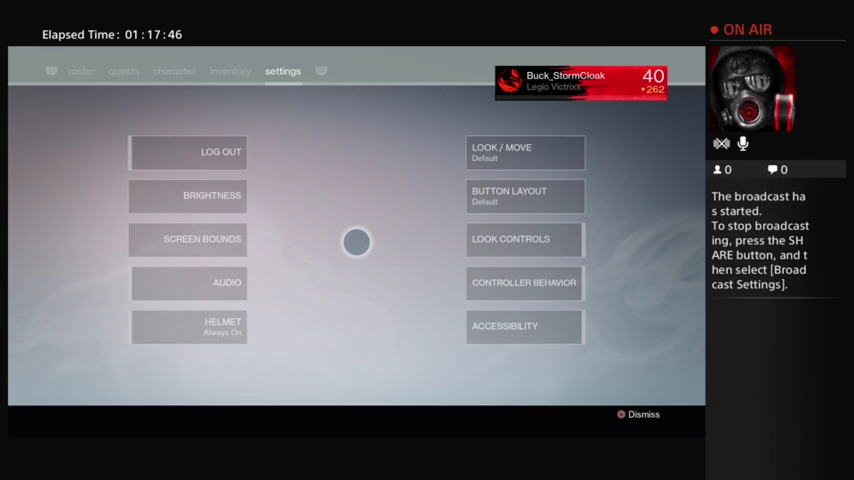 Elapsed Time: 01:17:46
ON AIR
roster quests character inventory settings
Buck_StormCloak
Legio Victrixx
40
+262
LOG OUT
BRIGHTNESS
SCREEN BOUNDS
AUDIO
HELMET
Always On
LOOK / MOVE
Default
BUTTON LAYOUT
Default
LOOK CONTROLS
CONTROLLER BEHAVIOR
ACCESSIBILITY
Dismiss
0 0
The broadcast ha
s started.
To stop broadcast
ing, press the SH
ARE button, and t
hen select [Broad
cast Settings].